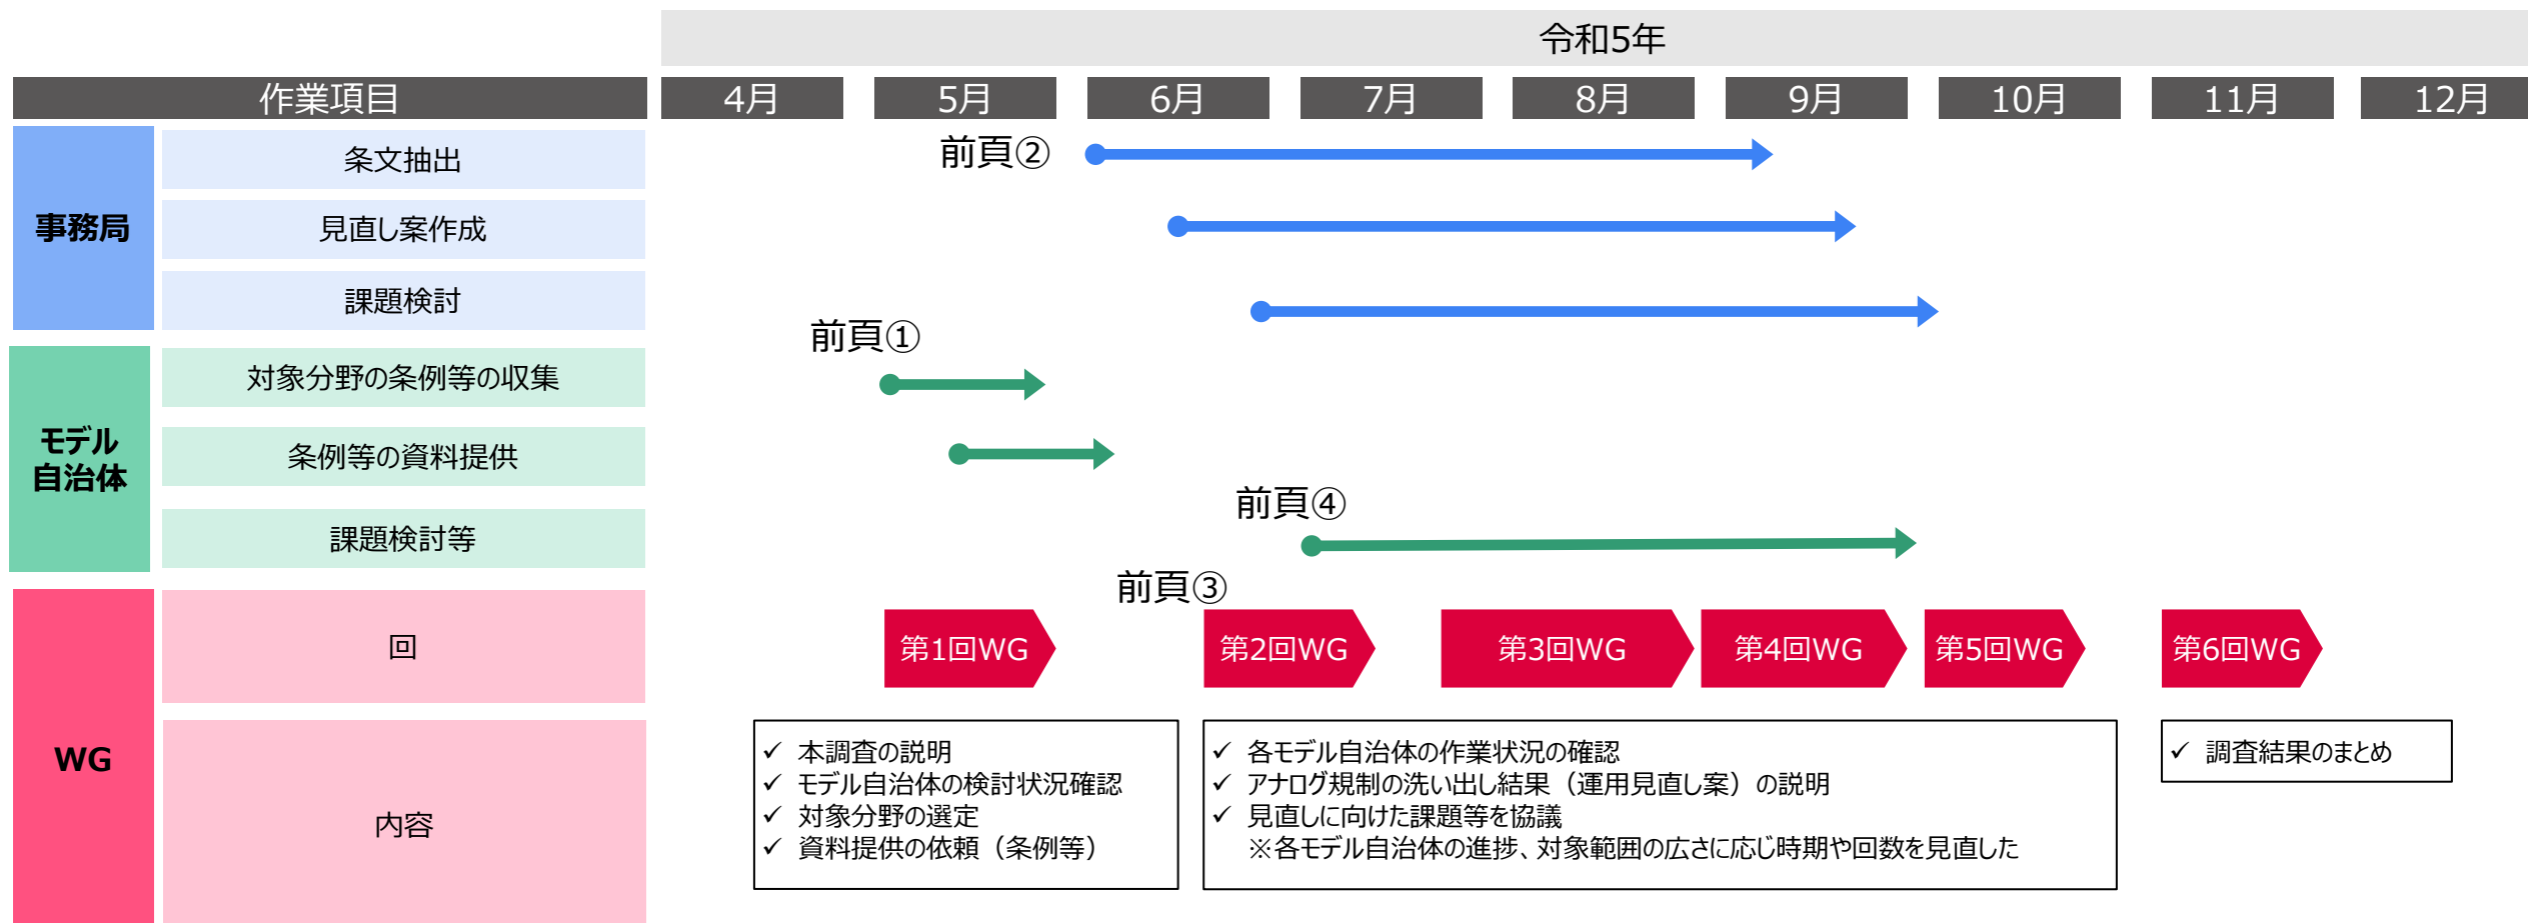 令和5年
作業項目
4月
5月
6月
7月
8月
9月
10月
11月
12月
事務局
条文抽出
前頁②
見直し案作成
課題検討
モデル
自治体
前頁①
対象分野の条例等の収集
条例等の資料提供
前頁④
課題検討等
前頁③
WG
回
第1回WG
第2回WG
第3回WG
第4回WG
第5回WG
第6回WG
内容
✓ 本調査の説明
✓ モデル自治体の検討状況確認
✓ 対象分野の選定
✓ 資料提供の依頼（条例等）
✓ 各モデル自治体の作業状況の確認
✓ アナログ規制の洗い出し結果（運用見直し案）の説明
✓ 見直しに向けた課題等を協議
※各モデル自治体の進捗、対象範囲の広さに応じ時期や回数を見直した
✓ 調査結果のまとめ